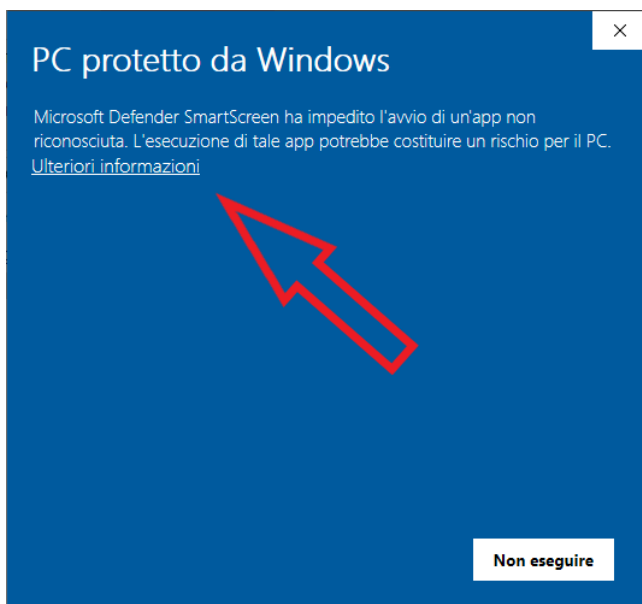 PC protetto da Windows
Microsoft Defender SmartScreen ha impedito l'avvio di un'app non
riconosciuta. L'esecuzione di tale app potrebbe costituire un rischio per il PC.
Ulteriori informazioni
Non eseguire